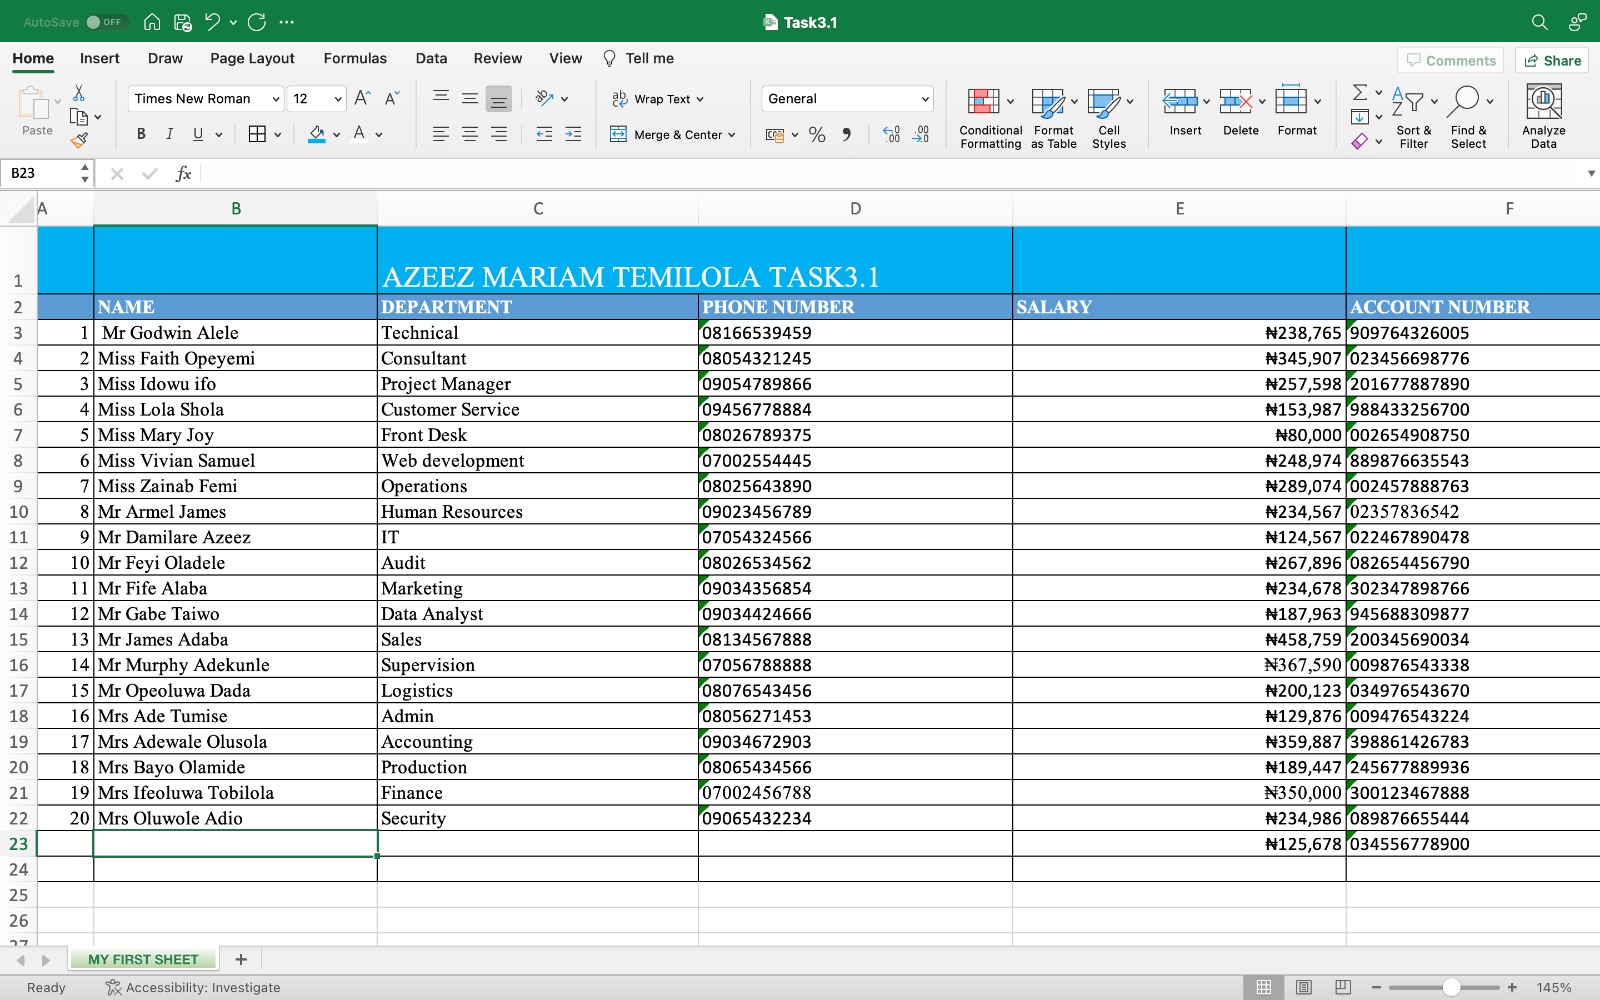 AutoSave OFF Task3.1
Home Insert Draw Page Layout Formulas Data Review View Tell me Comments Share
Times New Roman 12 Wrap Text General
Paste B I U Merge & Center % Conditional Formatting Format as Table Cell Styles Insert Delete Format Sort & Filter Find & Select Analyze Data
B23 fx
A B C D E F
1 AZEEZ MARIAM TEMILOLA TASK3.1
2 NAME DEPARTMENT PHONE NUMBER SALARY ACCOUNT NUMBER
3 1 Mr Godwin Alele Technical 08166539459 ₦238,765 909764326005
4 2 Miss Faith Opeyemi Consultant 08054321245 ₦345,907 023456698776
5 3 Miss Idowu ifo Project Manager 09054789866 ₦257,598 201677887890
6 4 Miss Lola Shola Customer Service 09456778884 ₦153,987 988433256700
7 5 Miss Mary Joy Front Desk 08026789375 ₦80,000 002654908750
8 6 Miss Vivian Samuel Web development 07002554445 ₦248,974 889876635543
9 7 Miss Zainab Femi Operations 08025643890 ₦289,074 002457888763
10 8 Mr Armel James Human Resources 09023456789 ₦234,567 02357836542
11 9 Mr Damilare Azeez IT 07054324566 ₦124,567 022467890478
12 10 Mr Feyi Oladele Audit 08026534562 ₦267,896 082654456790
13 11 Mr Fife Alaba Marketing 09034356854 ₦234,678 302347898766
14 12 Mr Gabe Taiwo Data Analyst 09034424666 ₦187,963 945688309877
15 13 Mr James Adaba Sales 08134567888 ₦458,759 200345690034
16 14 Mr Murphy Adekunle Supervision 07056788888 ₦367,590 009876543338
17 15 Mr Opeoluwa Dada Logistics 08076543456 ₦200,123 034976543670
18 16 Mrs Ade Tumise Admin 08056271453 ₦129,876 009476543224
19 17 Mrs Adewale Olusola Accounting 09034672903 ₦359,887 398861426783
20 18 Mrs Bayo Olamide Production 08065434566 ₦189,447 245677889936
21 19 Mrs Ifeoluwa Tobilola Finance 07002456788 ₦350,000 300123467888
22 20 Mrs Oluwole Adio Security 09065432234 ₦234,986 089876655444
23 ₦125,678 034556778900
24
25
26
27
MY FIRST SHEET +
Ready Accessibility: Investigate 145%